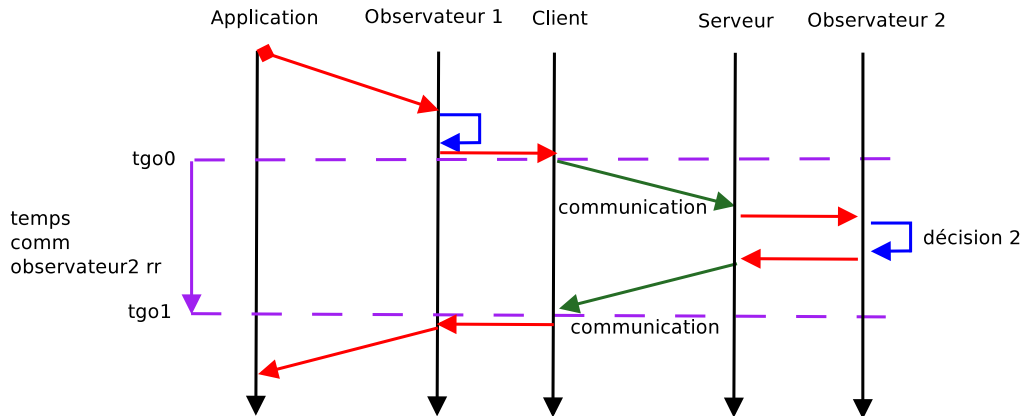 Application
Observateur 1
Client
Serveur
Observateur 2
tgo0
communication
temps
comm
observateur2 rr
décision 2
tgo1
communication